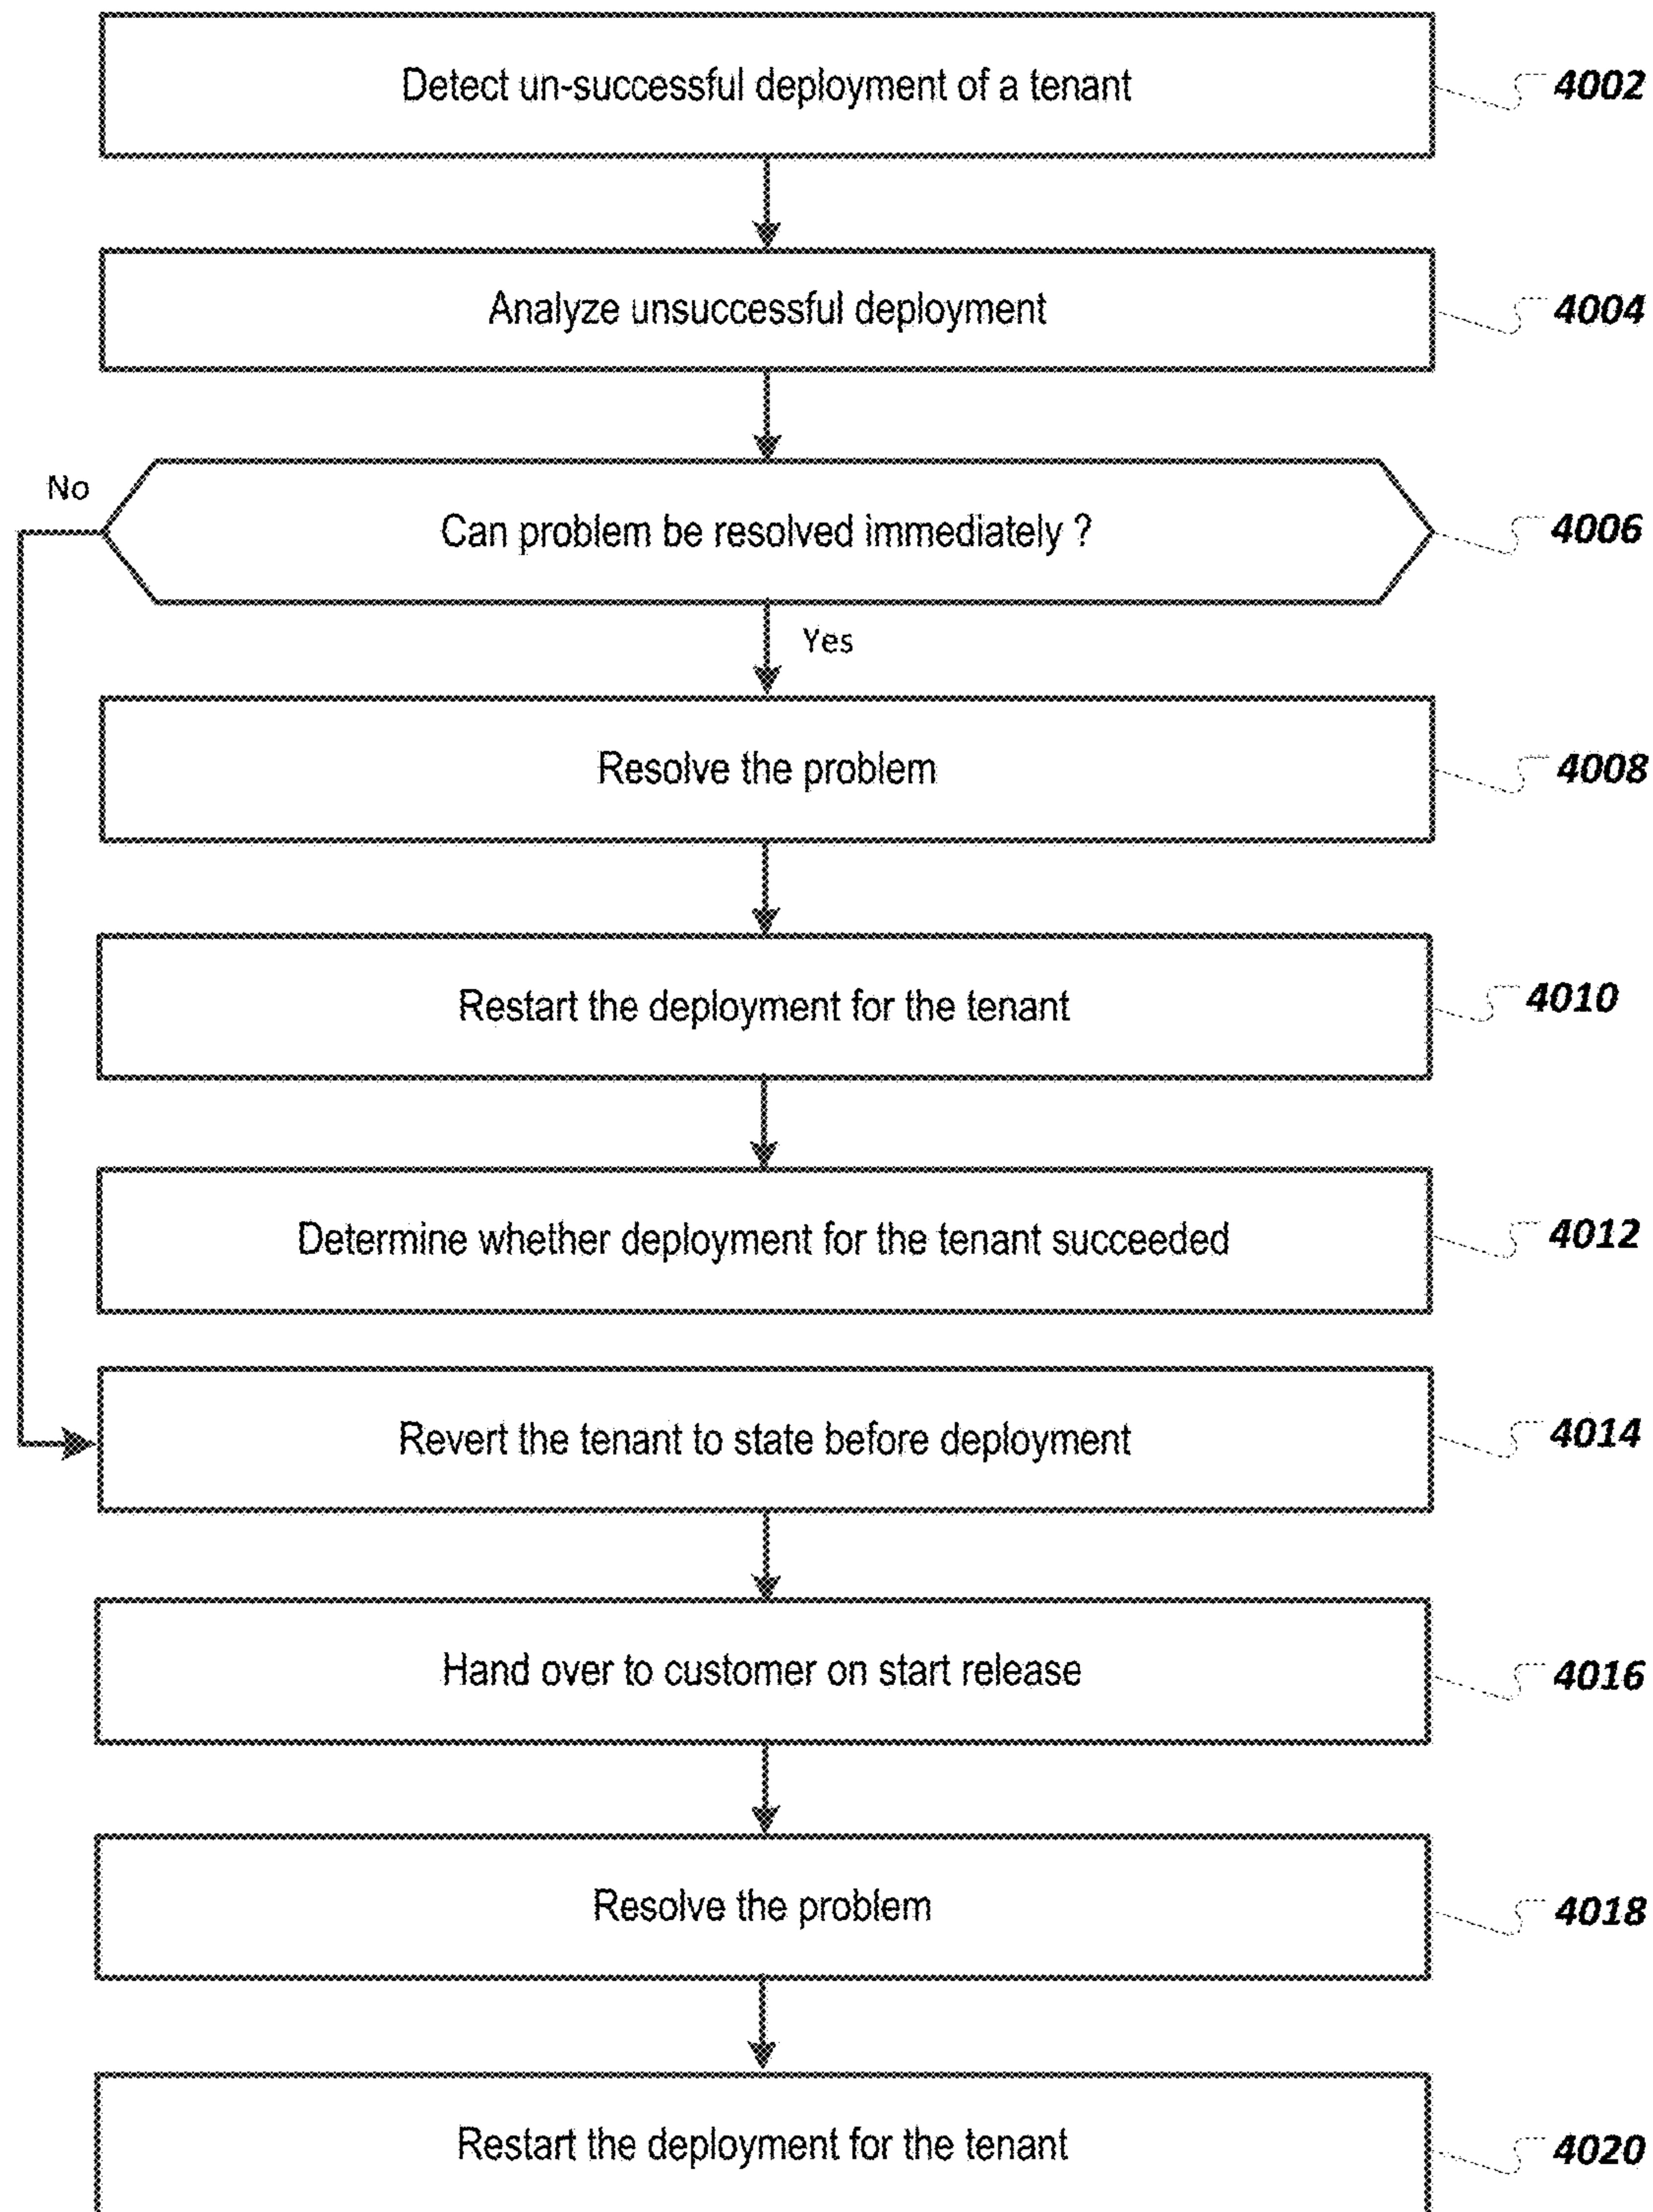 Detect un-successful deployment of a tenant
4002
Analyze unsuccessful deployment
4004
No
Can problem be resolved immediately ?
4006
Yes
Resolve the problem
4008
Restart the deployment for the tenant
4010
Determine whether deployment for the tenant succeeded
4012
Revert the tenant to state before deployment
4014
Hand over to customer on start release
4016
Resolve the problem
4018
Restart the deployment for the tenant
4020